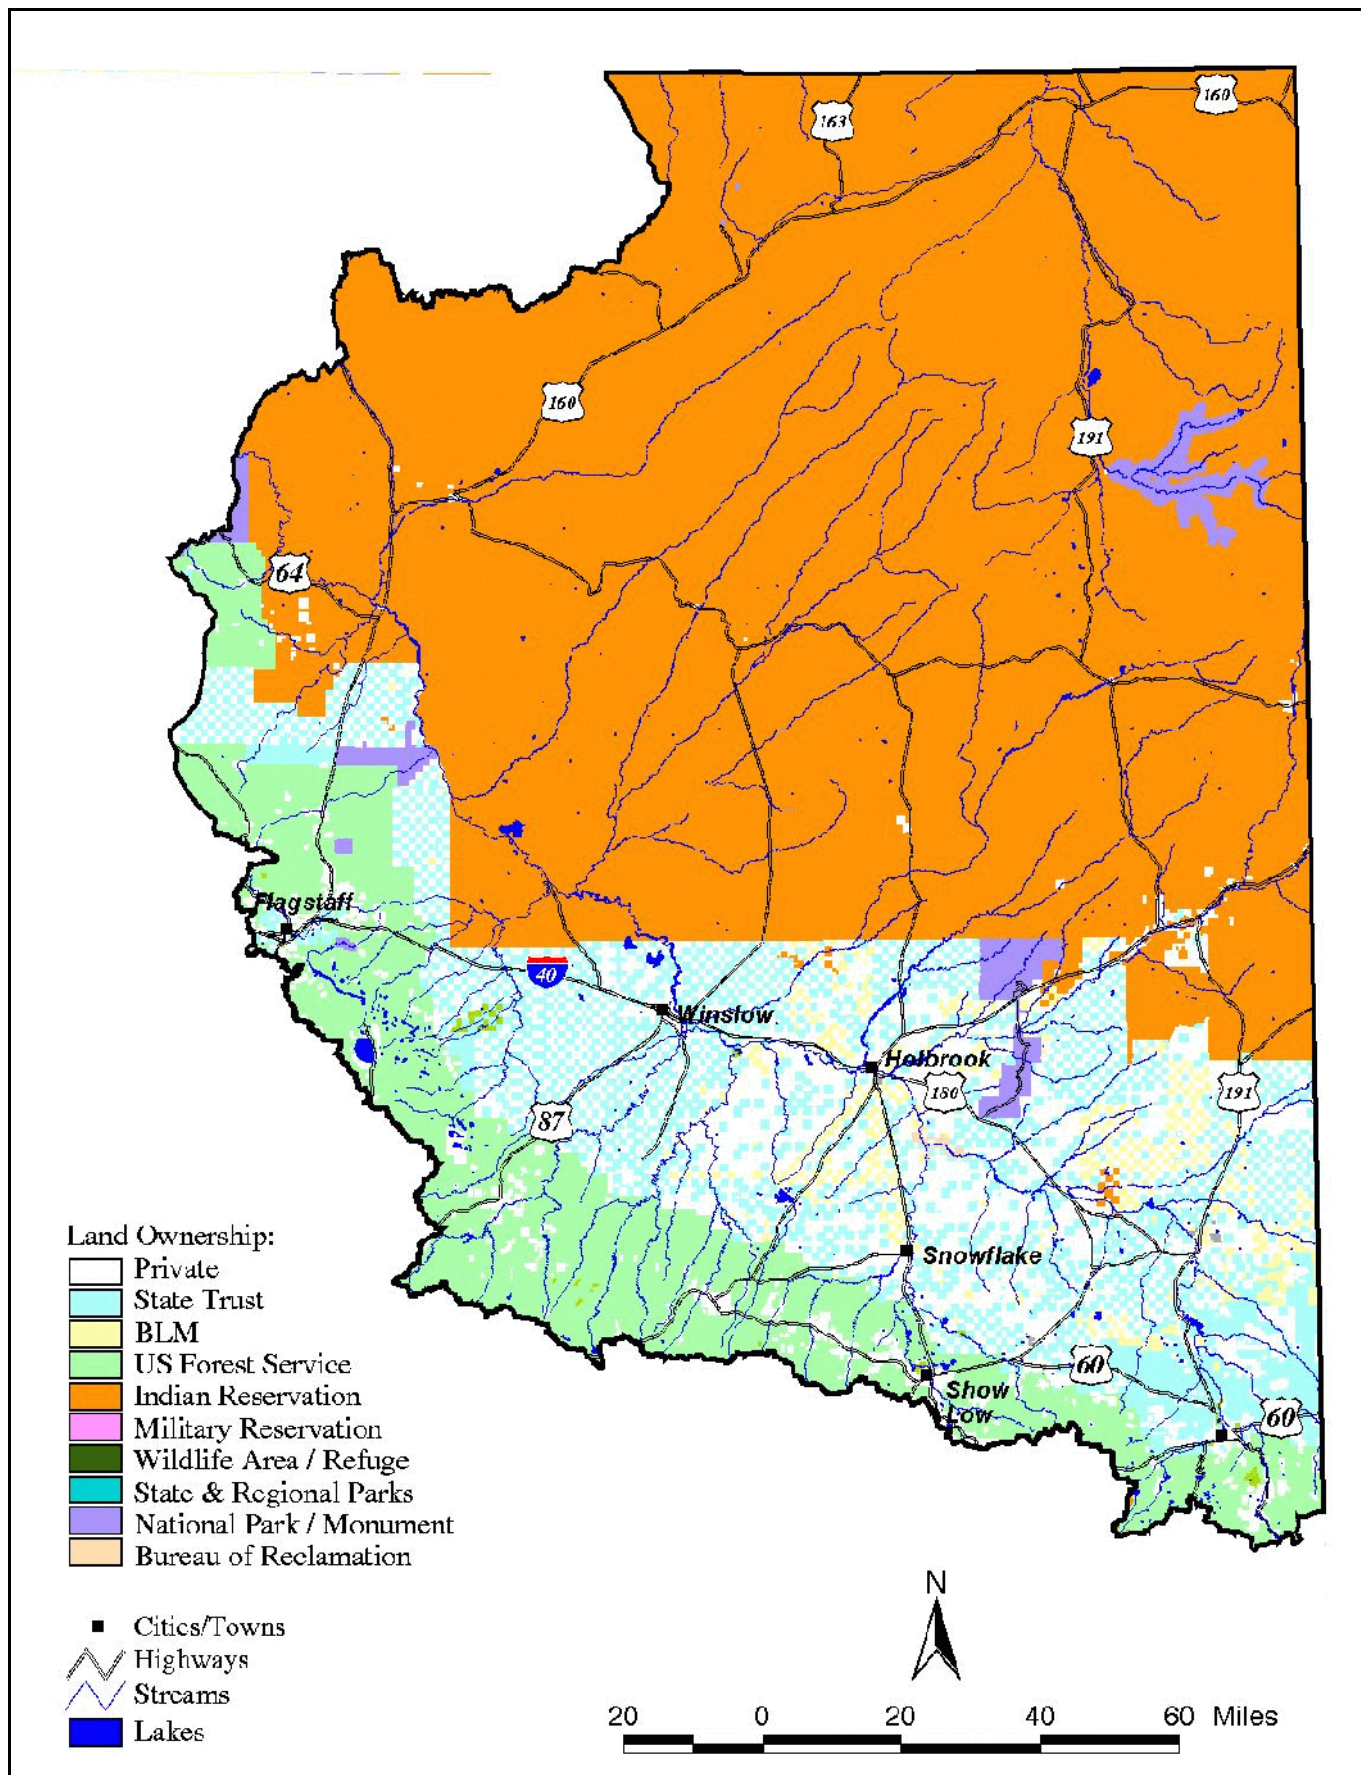 160
163
160
191
64
Flagstaff
40
Winslow
Holbrook
180
191
87
Snowflake
60
Show
Low
60
Land Ownership:
Private
State Trust
BLM
US Forest Service
Indian Reservation
Military Reservation
Wildlife Area / Refuge
State & Regional Parks
National Park / Monument
Bureau of Reclamation
Cities/Towns
Highways
Streams
Lakes
N
20 0 20 40 60 Miles